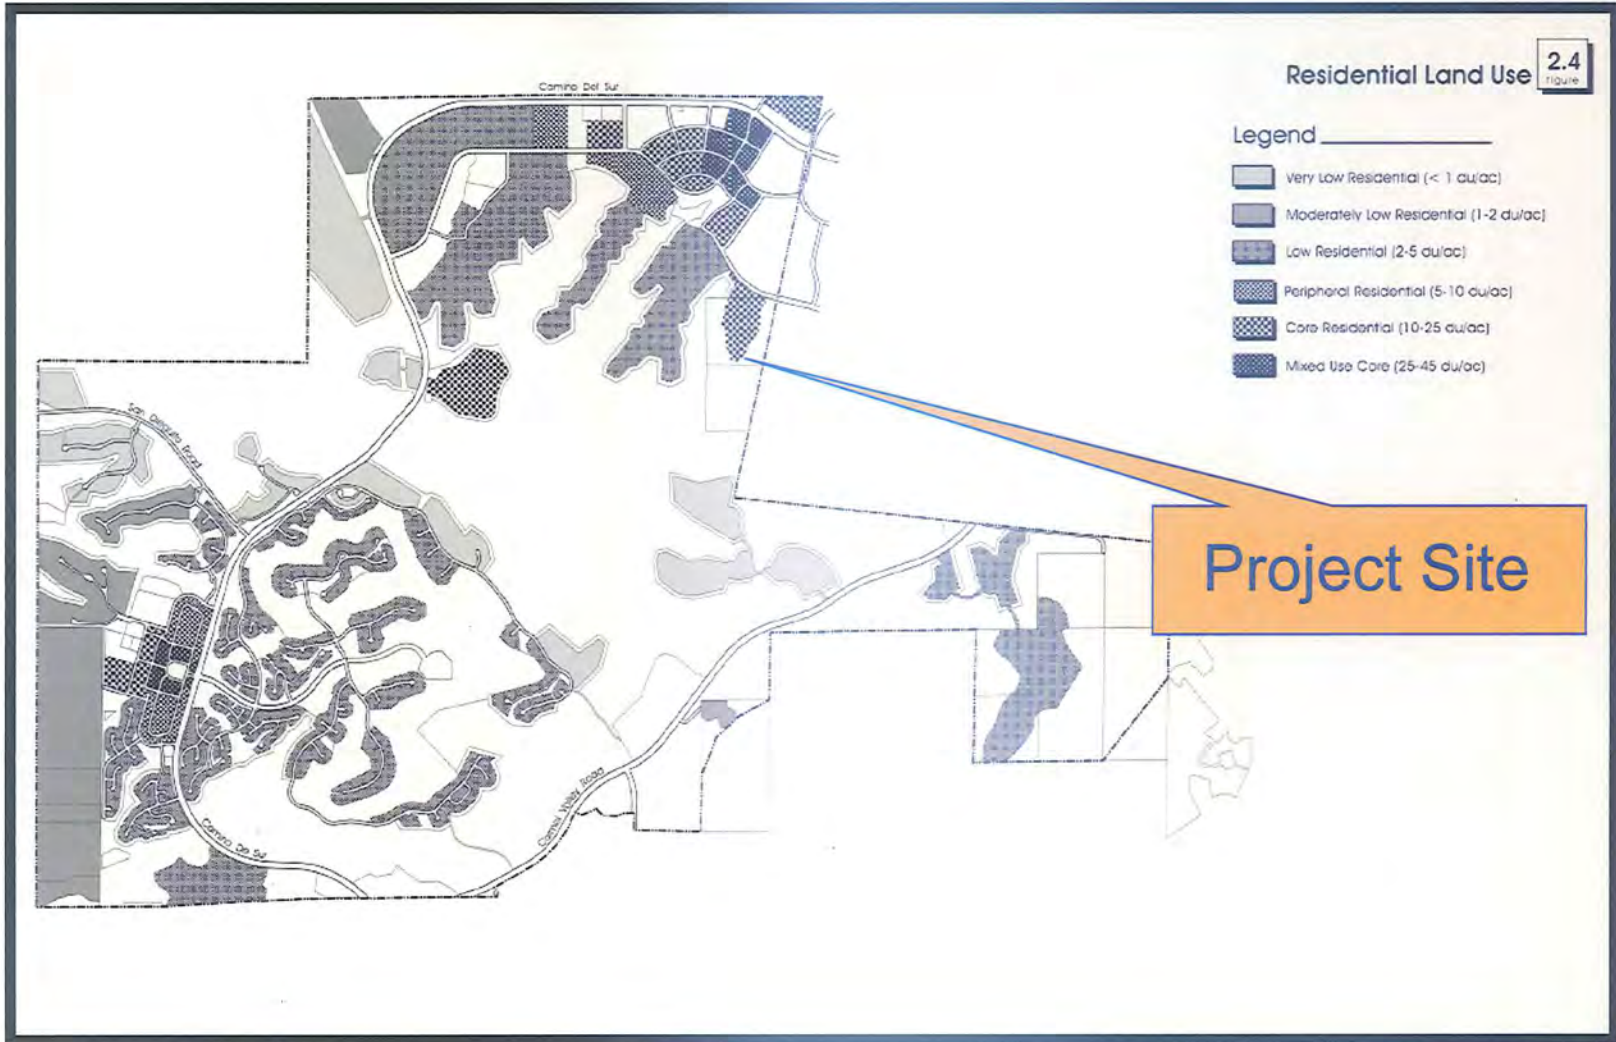 2.4
figure
Residential Land Use
Legend
Very Low Residential (< 1 du/ac)
Moderately Low Residential (1-2 du/ac)
Low Residential (2-5 du/ac)
Peripheral Residential (5-10 du/ac)
Core Residential (10-25 du/ac)
Mixed Use Core (25-45 du/ac)
Camino Del Sur
San Dieguito Road
Project Site
Carmel Valley Road
Camino De Sur